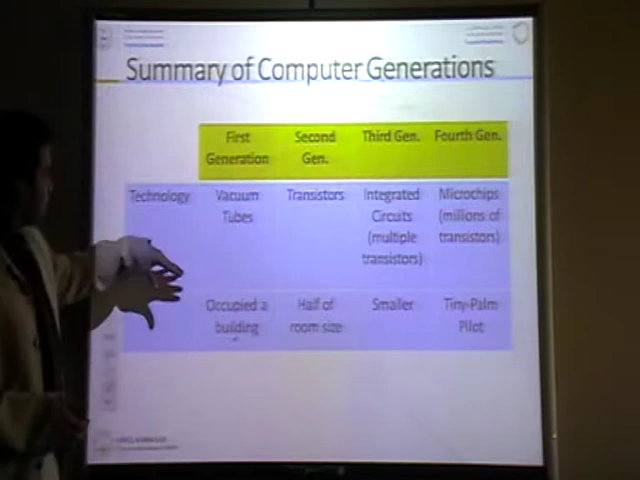 Summary of Computer Generations
First Generation
Second Gen.
Third Gen.
Fourth Gen.
Technology
Vacuum Tubes
Transistors
Integrated Circuits (multiple transistors)
Microchips (millions of transistors)
Occupied a building
Half of room size
Smaller
Tiny-Palm Pilot